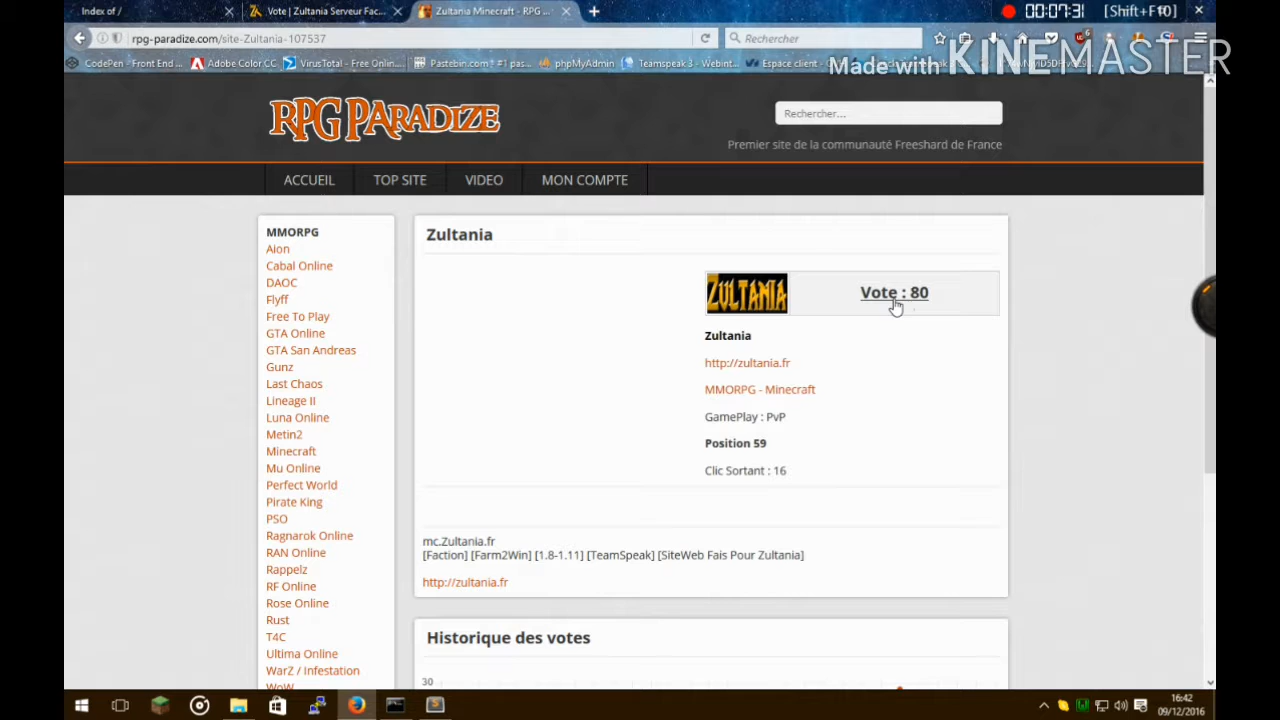 Index of /
Vote | Zultania Serveur Fac...
Zultania Minecraft - RPG ...
00:07:31
[Shift+F10]
rpg-paradize.com/site-Zultania-107537
Rechercher
CodePen - Front End ...
Adobe Color CC
VirusTotal - Free Onlin...
Pastebin.com - #1 pas...
phpMyAdmin
Teamspeak 3 - Webint...
Espace client - G
Made with KINEMASTER
RPG PARADIZE
Rechercher...
Premier site de la communauté Freeshard de France
ACCUEIL
TOP SITE
VIDEO
MON COMPTE
MMORPG
Aion
Cabal Online
DAOC
Flyff
Free To Play
GTA Online
GTA San Andreas
Gunz
Last Chaos
Lineage II
Luna Online
Metin2
Minecraft
Mu Online
Perfect World
Pirate King
PSO
Ragnarok Online
RAN Online
Rappelz
RF Online
Rose Online
Rust
T4C
Ultima Online
WarZ / Infestation
WoW
Zultania
ZULTANIA
Vote : 80
Zultania
http://zultania.fr
MMORPG - Minecraft
GamePlay : PvP
Position 59
Clic Sortant : 16
mc.Zultania.fr
[Faction] [Farm2Win] [1.8-1.11] [TeamSpeak] [SiteWeb Fais Pour Zultania]
http://zultania.fr
Historique des votes
30
16:42
09/12/2016